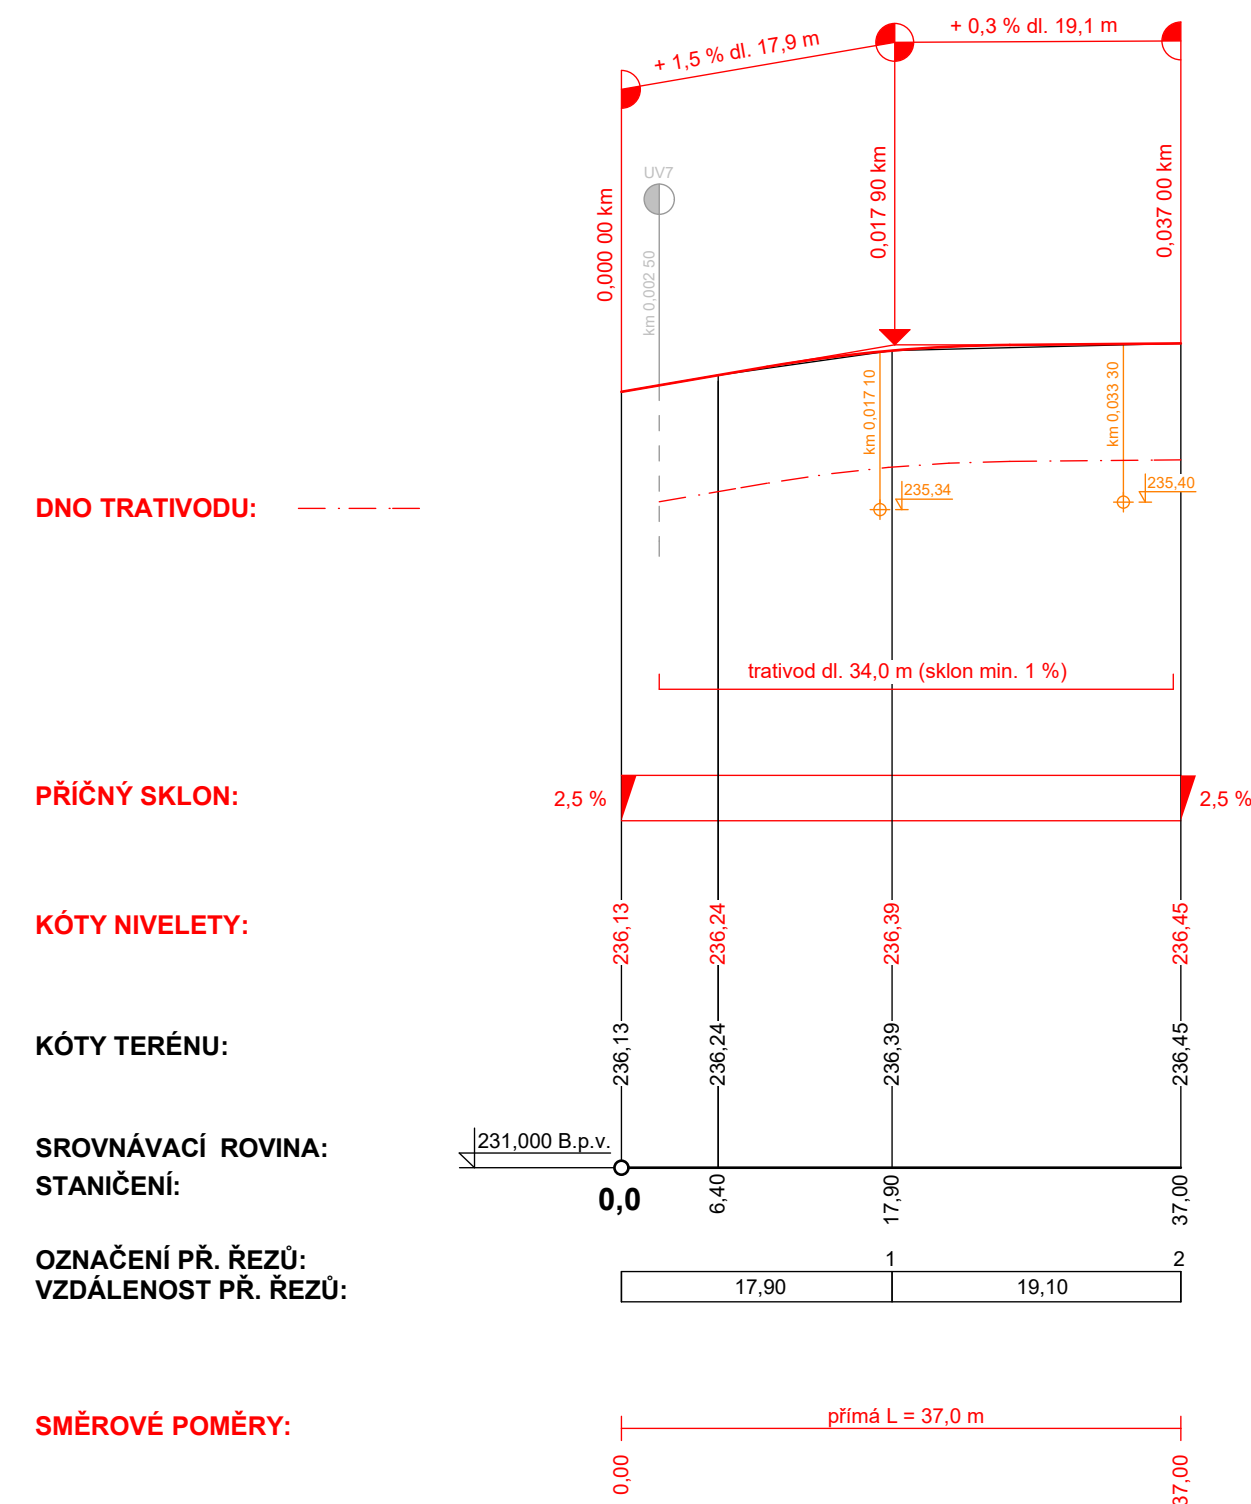 + 1,5 % dl. 17,9 m
+ 0,3 % dl. 19,1 m
0,000 00 km
UV7
km 0,002 50
0,017 90 km
0,037 00 km
km 0,017 10
km 0,033 30
235,34
235,40
DNO TRATIVODU:
trativod dl. 34,0 m (sklon min. 1 %)
PŘÍČNÝ SKLON:
2,5 %
2,5 %
KÓTY NIVELETY:
236,13
236,24
236,39
236,45
KÓTY TERÉNU:
236,13
236,24
236,39
236,45
SROVNÁVACÍ ROVINA:
231,000 B.p.v.
STANIČENÍ:
0,0
6,40
17,90
37,00
OZNAČENÍ PŘ. ŘEZŮ:
1
2
VZDÁLENOST PŘ. ŘEZŮ:
17,90
19,10
SMĚROVÉ POMĚRY:
přímá L = 37,0 m
0,00
37,00